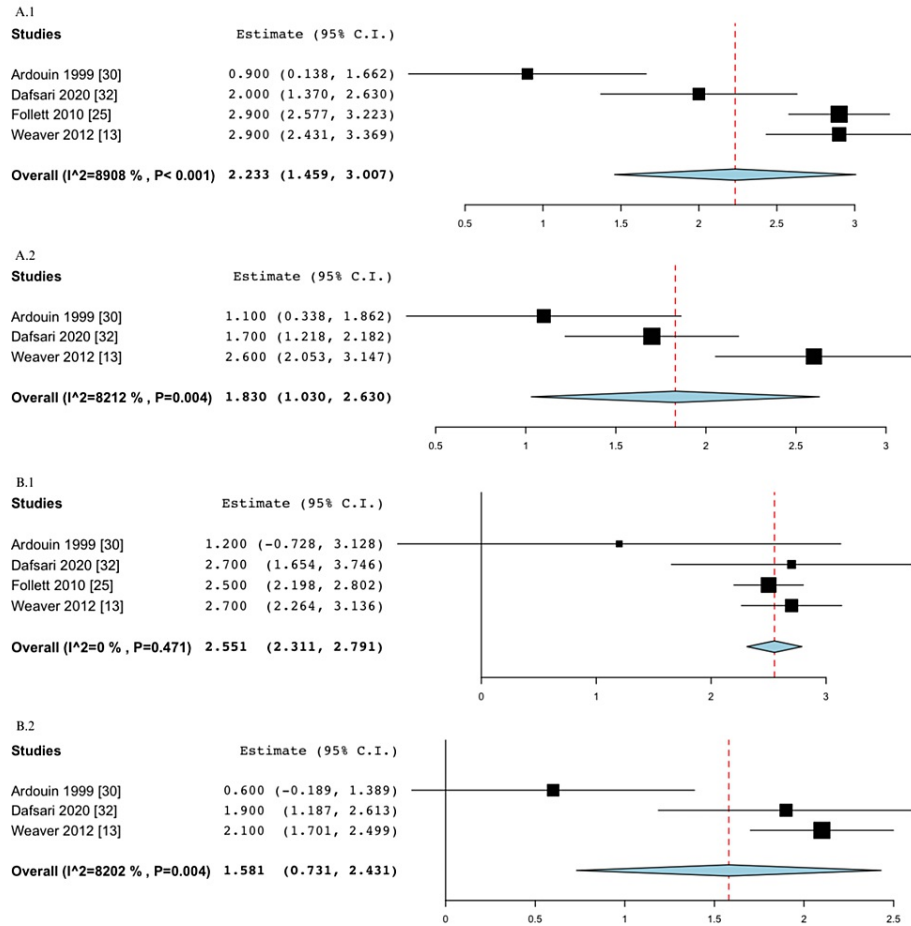 A.1
Studies Estimate (95% C.I.)
Ardouin 1999 [30] 0.900 (0.138, 1.662)
Dafsari 2020 [32] 2.000 (1.370, 2.630)
Follett 2010 [25] 2.900 (2.577, 3.223)
Weaver 2012 [13] 2.900 (2.431, 3.369)
Overall (I^2=8908 % , P< 0.001) 2.233 (1.459, 3.007)
0.5 1 1.5 2 2.5 3
A.2
Studies Estimate (95% C.I.)
Ardouin 1999 [30] 1.100 (0.338, 1.862)
Dafsari 2020 [32] 1.700 (1.218, 2.182)
Weaver 2012 [13] 2.600 (2.053, 3.147)
Overall (I^2=8212 % , P=0.004) 1.830 (1.030, 2.630)
0.5 1 1.5 2 2.5 3
B.1
Studies Estimate (95% C.I.)
Ardouin 1999 [30] 1.200 (-0.728, 3.128)
Dafsari 2020 [32] 2.700 (1.654, 3.746)
Follett 2010 [25] 2.500 (2.198, 2.802)
Weaver 2012 [13] 2.700 (2.264, 3.136)
Overall (I^2=0 % , P=0.471) 2.551 (2.311, 2.791)
0 1 2 3
B.2
Studies Estimate (95% C.I.)
Ardouin 1999 [30] 0.600 (-0.189, 1.389)
Dafsari 2020 [32] 1.900 (1.187, 2.613)
Weaver 2012 [13] 2.100 (1.701, 2.499)
Overall (I^2=8202 % , P=0.004) 1.581 (0.731, 2.431)
0 0.5 1 1.5 2 2.5